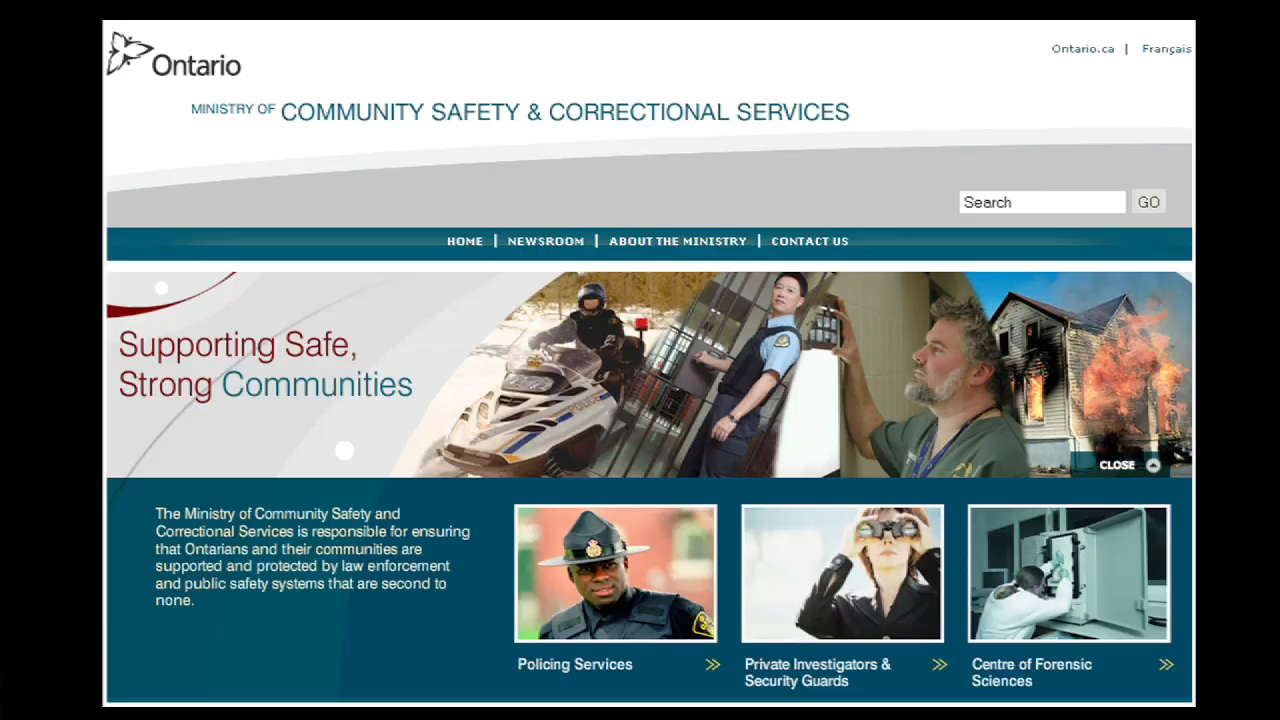 Ontario
Ontario.ca | Français
MINISTRY OF COMMUNITY SAFETY & CORRECTIONAL SERVICES
Search GO
HOME | NEWSROOM | ABOUT THE MINISTRY | CONTACT US
Supporting Safe,
Strong Communities
POLICE
CLOSE
The Ministry of Community Safety and
Correctional Services is responsible for ensuring
that Ontarians and their communities are
supported and protected by law enforcement
and public safety systems that are second to
none.
Policing Services
Private Investigators &
Security Guards
Centre of Forensic
Sciences